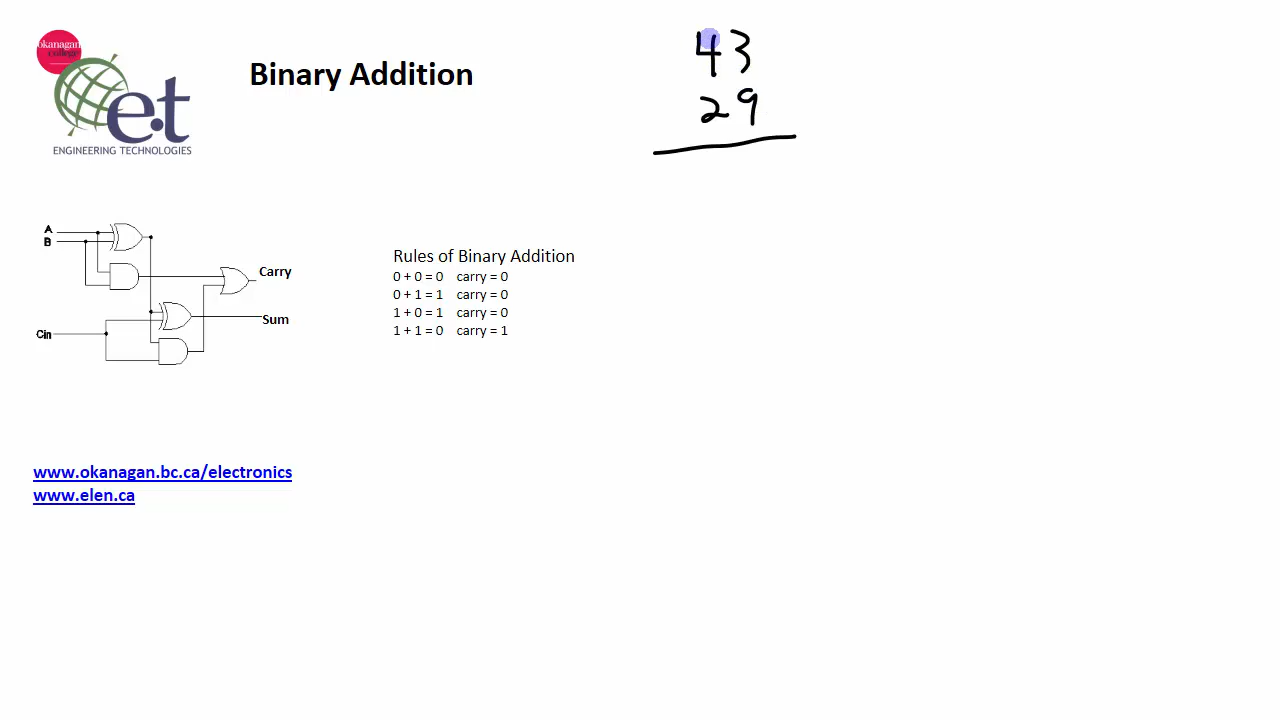 okanagan
college
e·t
ENGINEERING TECHNOLOGIES
Binary Addition
43
29
A
B
Carry
Sum
Cin
Rules of Binary Addition
0 + 0 = 0 carry = 0
0 + 1 = 1 carry = 0
1 + 0 = 1 carry = 0
1 + 1 = 0 carry = 1
www.okanagan.bc.ca/electronics
www.elen.ca